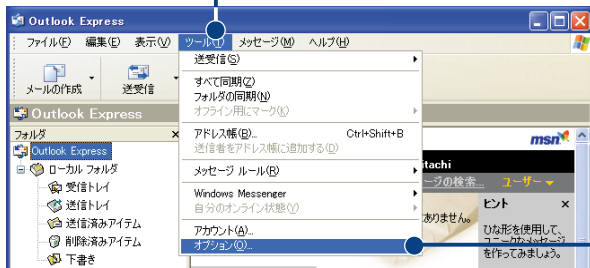 Outlook Express
ファイル(F) 編集(E) 表示(V) ツール(T) メッセージ(M) ヘルプ(H)
メールの作成 送受信
送受信(S)
すべて同期(Z)
フォルダの同期(N)
オフライン用にマーク(K)
アドレス帳(B)... Ctrl+Shift+B
送信者をアドレス帳に追加する(D)
メッセージ ルール(R)
Windows Messenger
自分のオンライン状態(Y)
アカウント(A)...
オプション(O)...
Outlook Express
フォルダ ×
Outlook Express
ローカル フォルダ
受信トレイ
送信トレイ
送信済みアイテム
削除済みアイテム
下書き
msn
itachi
ージの検索... ユーザー
ありません。
ヒント ×
ひな形を使用して、
ユニークなメッセージ
を作ってみましょう。